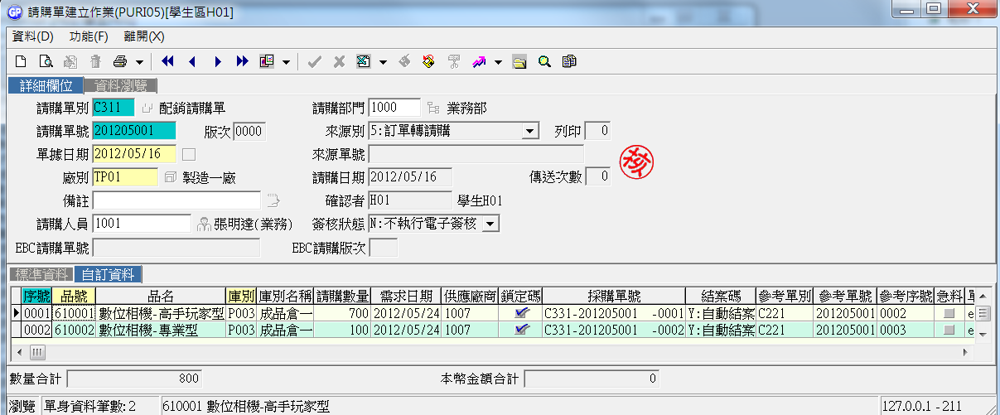 請購單建立作業(PURI05)[學生區H01]
資料(D) 功能(F) 離開(X)
詳細欄位 資料瀏覽
請購單別 C311 配銷請購單 請購部門 1000 業務部
請購單號 201205001 版次 0000 來源別 5:訂單轉請購 列印 0
單據日期 2012/05/16 來源單號
核
廠別 TP01 製造一廠 請購日期 2012/05/16 傳送次數 0
備註 確認者 H01 學生H01
請購人員 1001 張明達(業務) 簽核狀態 N:不執行電子簽核
EBC請購單號 EBC請購版次
標準資料 自訂資料
序號 品號 品名 庫別 庫別名稱 請購數量 需求日期 供應廠商 鎖定碼 採購單號 結案碼 參考單別 參考單號 參考序號 急料
0001 610001 數位相機-高手玩家型 P003 成品倉一 700 2012/05/24 1007 C331-201205001 -0001 Y:自動結案 C221 201205001 0002
0002 610002 數位相機-專業型 P003 成品倉一 100 2012/05/24 1007 C331-201205001 -0002 Y:自動結案 C221 201205001 0003
數量合計 800 本幣金額合計 0
瀏覽 單身資料筆數: 2 610001 數位相機-高手玩家型 127.0.0.1 - 211